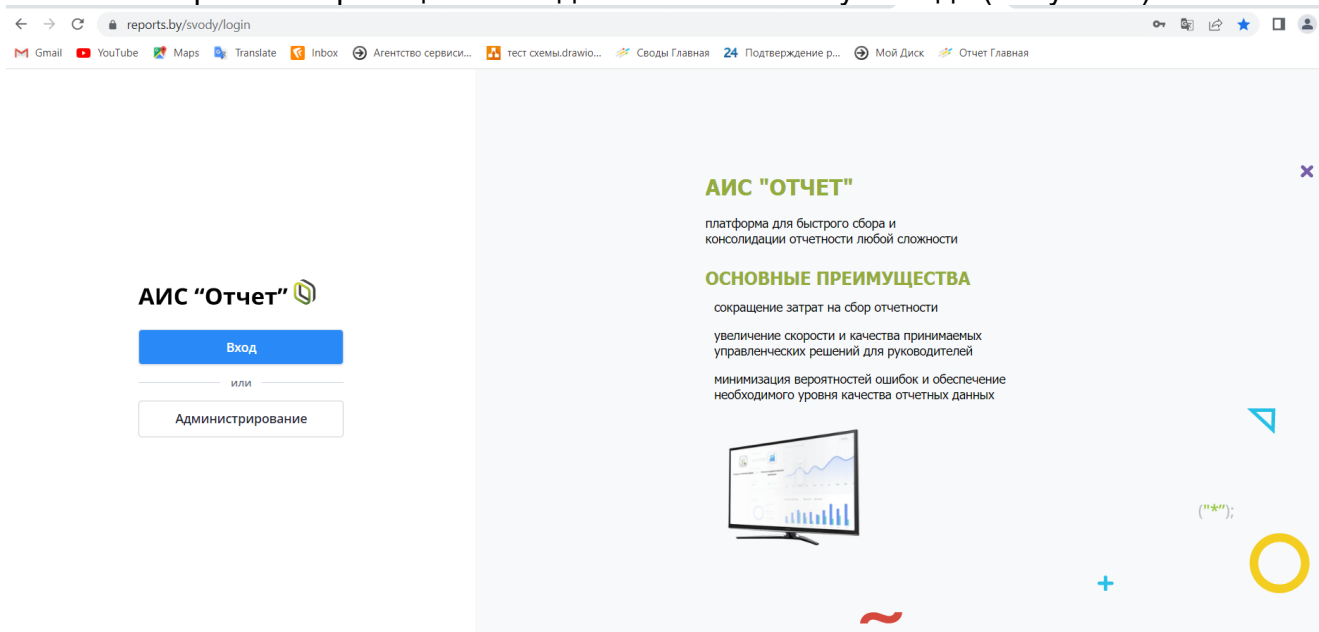 reports.by/svody/login
Gmail YouTube Maps Translate Inbox Агентство сервиси... тест схемы.drawio... Своды Главная 24 Подтверждение р... Мой Диск Отчет Главная
АИС “Отчет”
Вход
или
Администрирование
АИС "ОТЧЕТ"
платформа для быстрого сбора и
консолидации отчетности любой сложности
ОСНОВНЫЕ ПРЕИМУЩЕСТВА
сокращение затрат на сбор отчетности
увеличение скорости и качества принимаемых
управленческих решений для руководителей
минимизация вероятностей ошибок и обеспечение
необходимого уровня качества отчетных данных
("*");